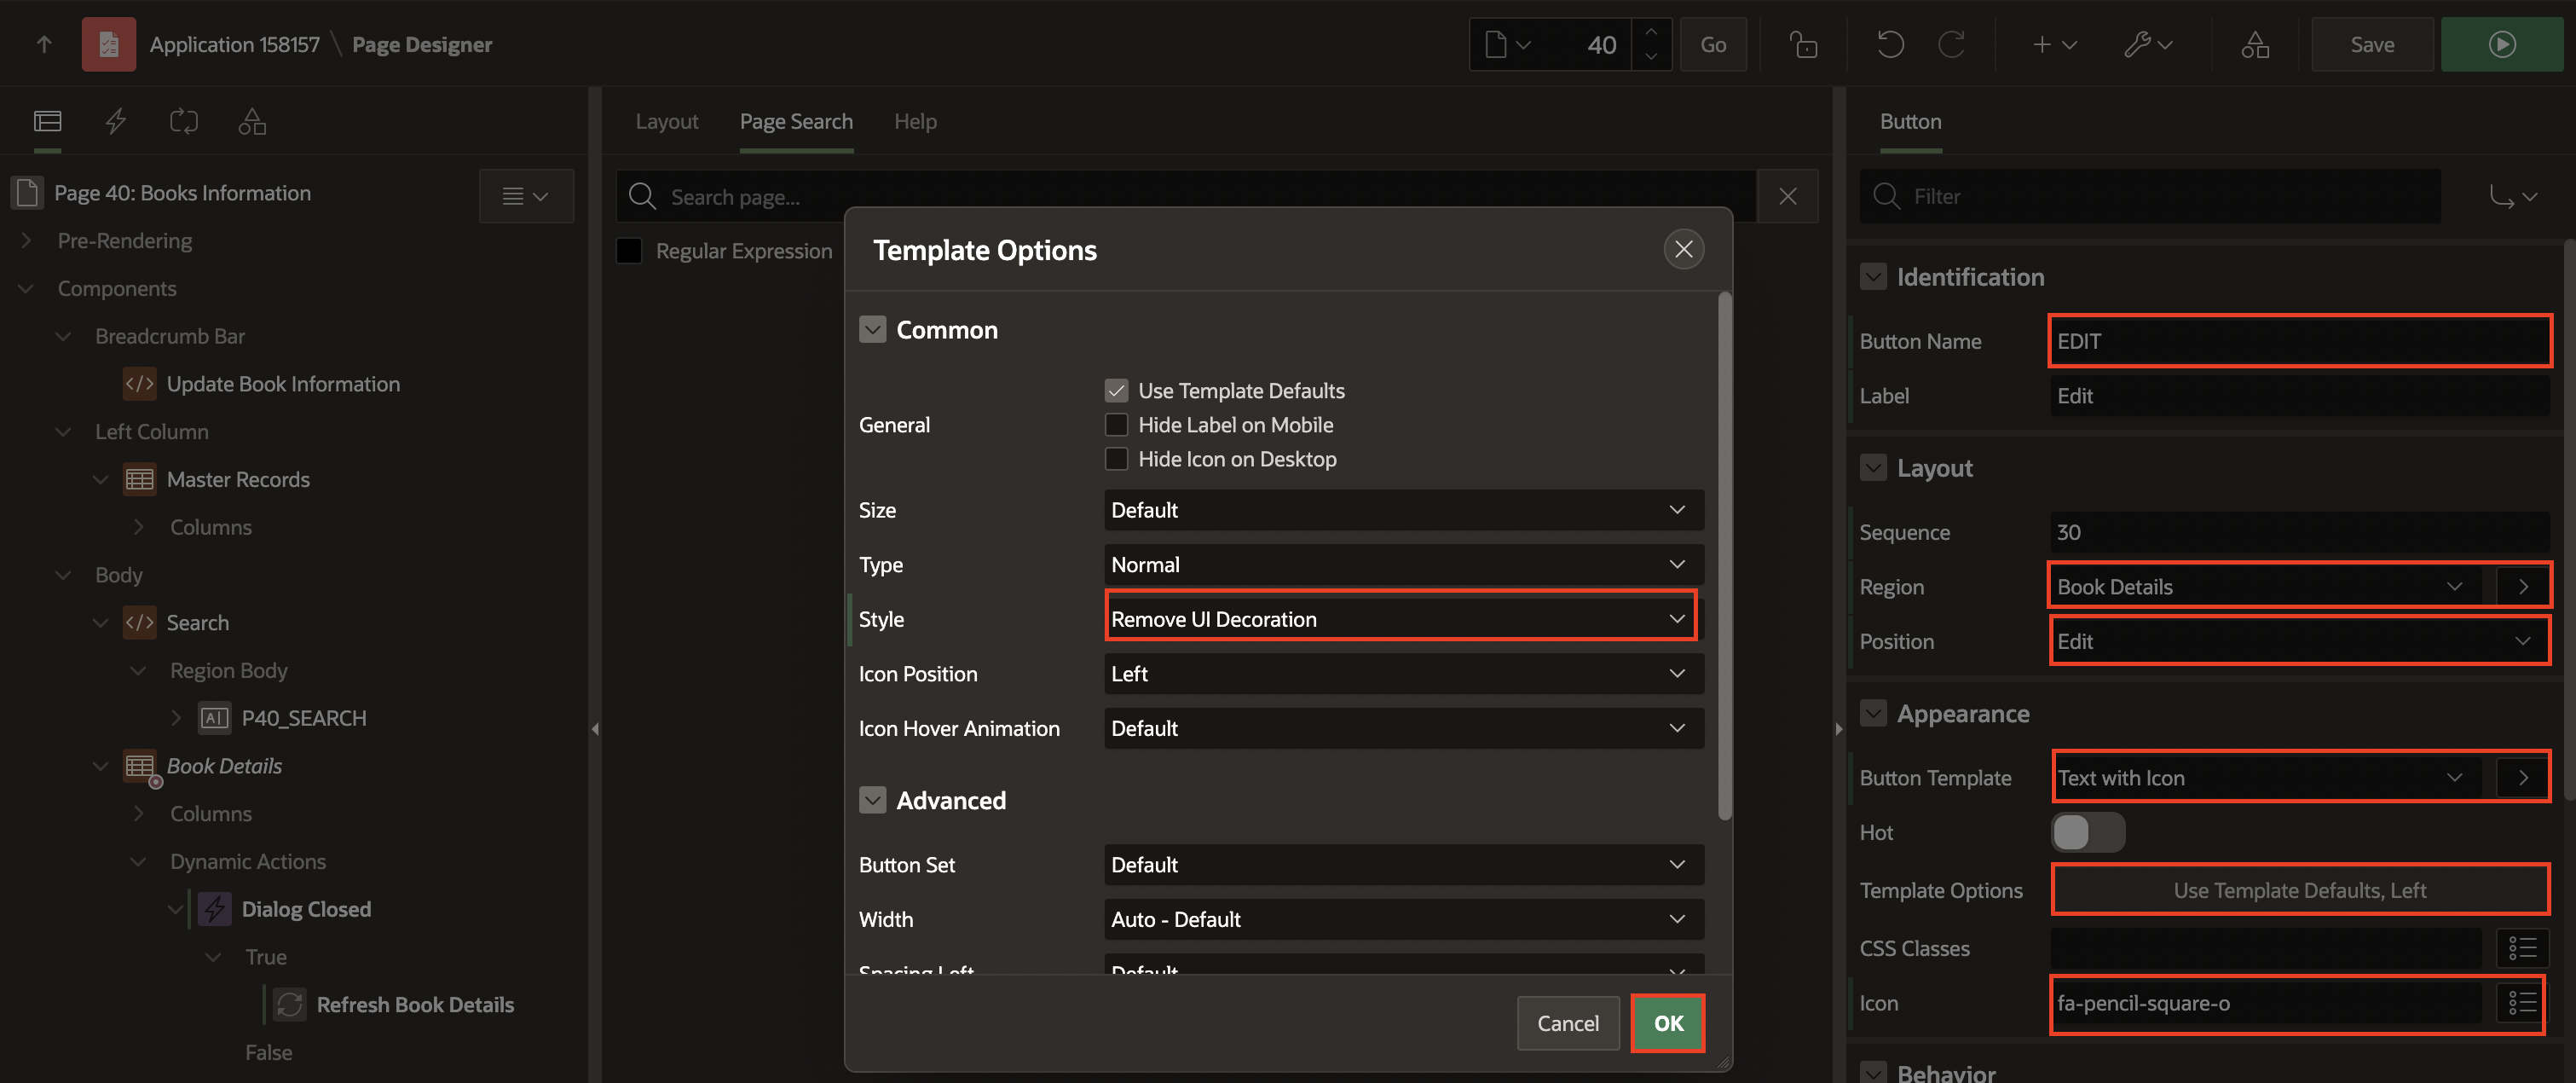 Application 158157 \ Page Designer
40
Go
Save
Layout
Page Search
Help
Button
Page 40: Books Information
Pre-Rendering
Components
Breadcrumb Bar
Update Book Information
Left Column
Master Records
Columns
Body
Search
Region Body
P40_SEARCH
Book Details
Columns
Dynamic Actions
Dialog Closed
True
Refresh Book Details
False
Search page...
Regular Expression
Template Options
Common
General
Use Template Defaults
Hide Label on Mobile
Hide Icon on Desktop
Size Default
Type Normal
Style Remove UI Decoration
Icon Position Left
Icon Hover Animation Default
Advanced
Button Set Default
Width Auto - Default
Spacing Left Default
Cancel
OK
Filter
Identification
Button Name EDIT
Label Edit
Layout
Sequence 30
Region Book Details
Position Edit
Appearance
Button Template Text with Icon
Hot
Template Options Use Template Defaults, Left
CSS Classes
Icon fa-pencil-square-o
Behavior